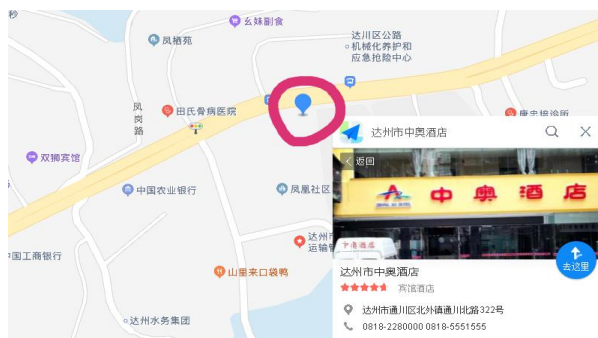 幺妹副食
凤栖苑
达川区公路
机械化养护和
应急抢险中心
凤
岗
路
田氏骨病医院
双狮宾馆
中国农业银行
凤凰社区
达州市
运输管
山里来口袋鸭
国工商银行
达州水务集团
达州市中奥酒店
返回
中奥酒店
中奥酒店
达州市中奥酒店
宾馆酒店
去这里
达州市通川区北外镇通川北路322号
0818-2280000 0818-5551555